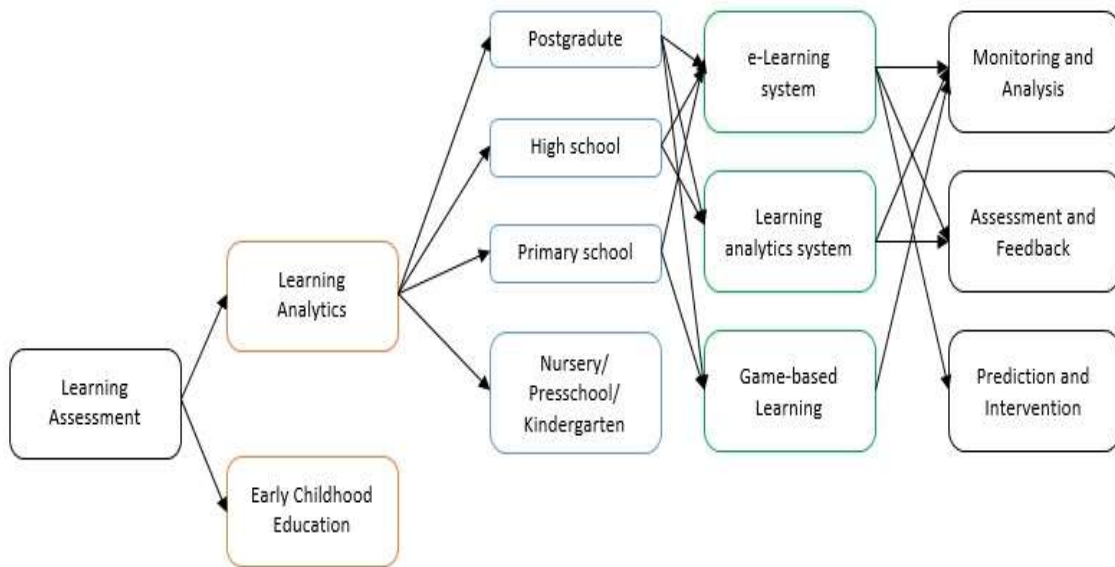 Learning
Assessment
Learning
Analytics
Early Childhood
Education
Postgradute
High school
Primary school
Nursery/
Presschool/
Kindergarten
e-Learning
system
Learning
analytics system
Game-based
Learning
Monitoring and
Analysis
Assessment and
Feedback
Prediction and
Intervention